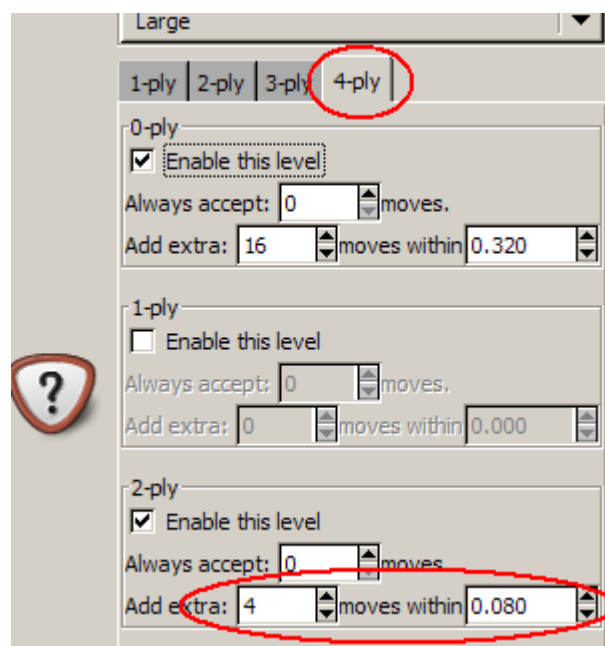 Large
1-ply 2-ply 3-ply 4-ply
0-ply
Enable this level
Always accept: 0 moves.
Add extra: 16 moves within 0.320
1-ply
Enable this level
Always accept: 0 moves.
Add extra: 0 moves within 0.000
2-ply
Enable this level
Always accept: 0 moves
Add extra: 4 moves within 0.080